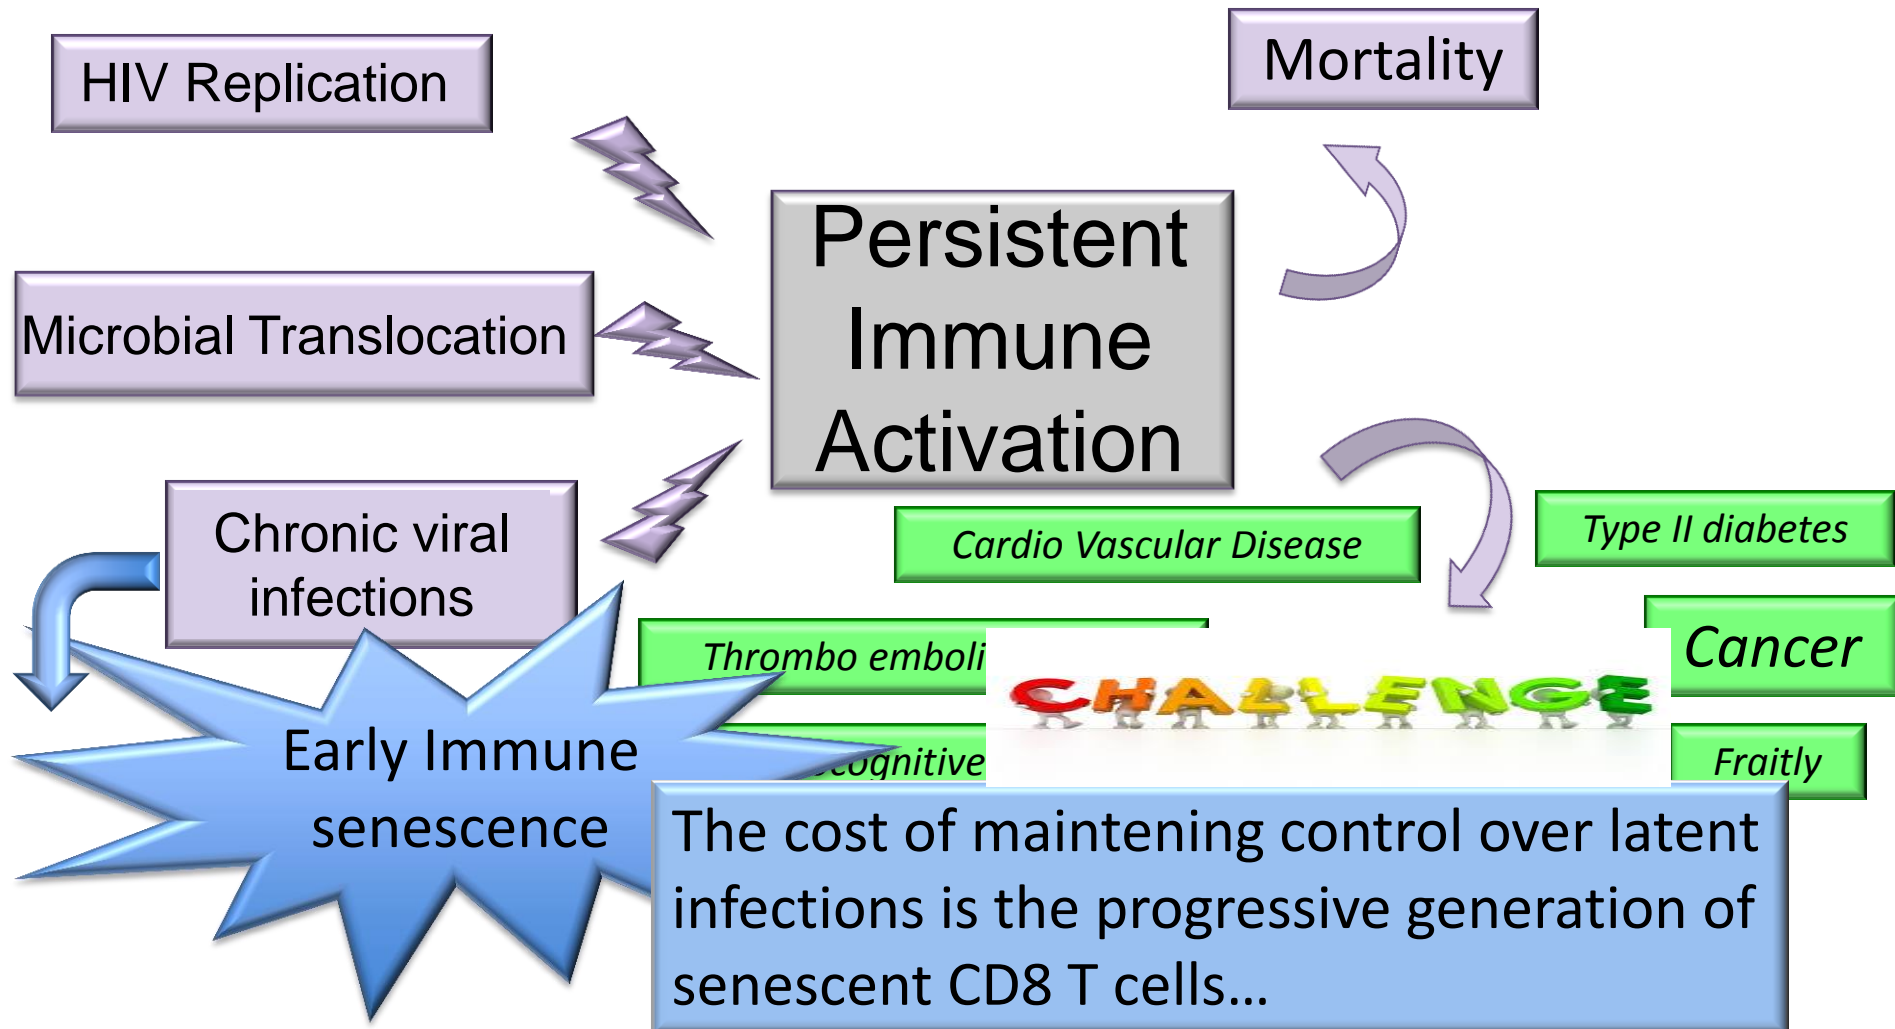 HIV Replication
Mortality
Persistent
Immune
Activation
Microbial Translocation
Chronic viral
infections
Cardio Vascular Disease
Type II diabetes
Thrombo
Cancer
CHALLENGE
Fraitly
Early Immune
senescence
The cost of maintening control over latent
infections is the progressive generation of
senescent CD8 T cells...